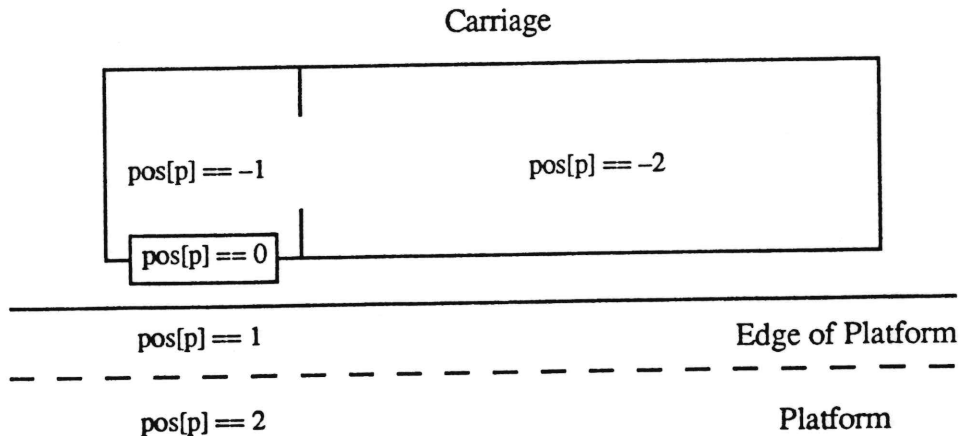 Carriage
pos[p] == –1
pos[p] == –2
pos[p] == 0
pos[p] == 1
Edge of Platform
pos[p] == 2
Platform